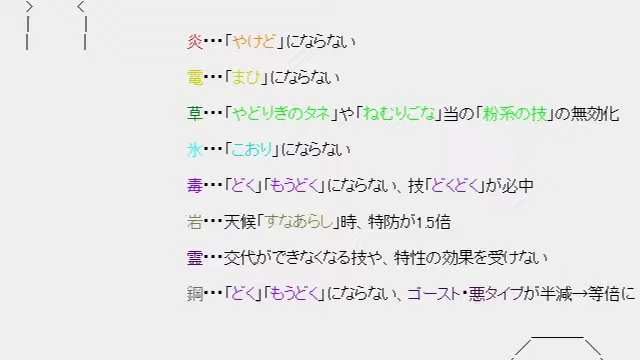 炎･･･｢やけど｣にならない
電･･･｢まひ｣にならない
草･･･｢やどりぎのタネ｣や｢ねむりごな｣当の｢粉系の技｣の無効化
氷･･･｢こおり｣にならない
毒･･･｢どく｣｢もうどく｣にならない、技｢どくどく｣が必中
岩･･･天候｢すなあらし｣時、特防が1.5倍
霊･･･交代ができなくなる技や、特性の効果を受けない
鋼･･･｢どく｣｢もうどく｣にならない、ゴースト・悪タイプが半減→等倍に